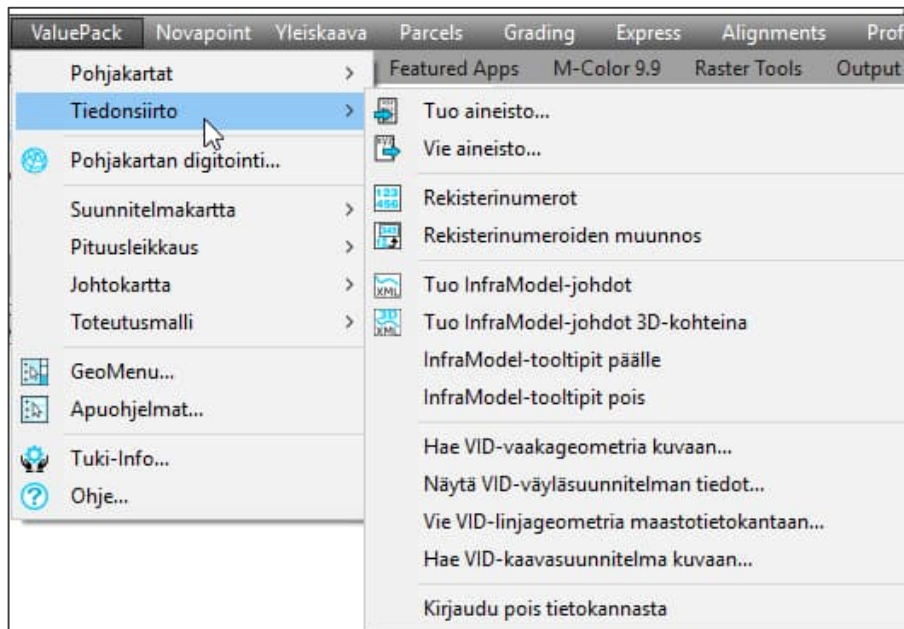 ValuePack Novapoint Yleiskaava Parcels Grading Express Alignments Prof
Featured Apps M-Color 9.9 Raster Tools Output
Pohjakartat
Tiedonsiirto
Pohjakartan digitointi...
Suunnitelmakartta
Pituusleikkaus
Johtokartta
Toteutusmalli
GeoMenu...
Apuohjelmat...
Tuki-Info...
Ohje...
Tuo aineisto...
Vie aineisto...
Rekisterinumerot
Rekisterinumeroiden muunnos
Tuo InfraModel-johdot
Tuo InfraModel-johdot 3D-kohteina
InfraModel-tooltipit päälle
InfraModel-tooltipit pois
Hae VID-vaakageometria kuvaan...
Näytä VID-väyläsuunnitelman tiedot...
Vie VID-linjageometria maastotietokantaan...
Hae VID-kaavasuunnitelma kuvaan...
Kirjaudu pois tietokannasta